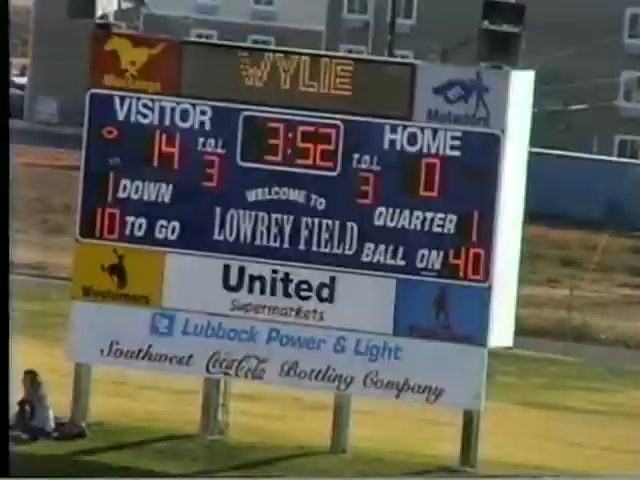 Mustangs
WYLIE
Matadors
VISITOR
14
T.O.L
3
3:52
T.O.L
3
HOME
0
1 DOWN
10 TO GO
WELCOME TO
LOWREY FIELD
QUARTER 1
BALL ON 40
Westerners
United
Supermarkets
Lubbock Power & Light
Southwest Coca-Cola Bottling Company